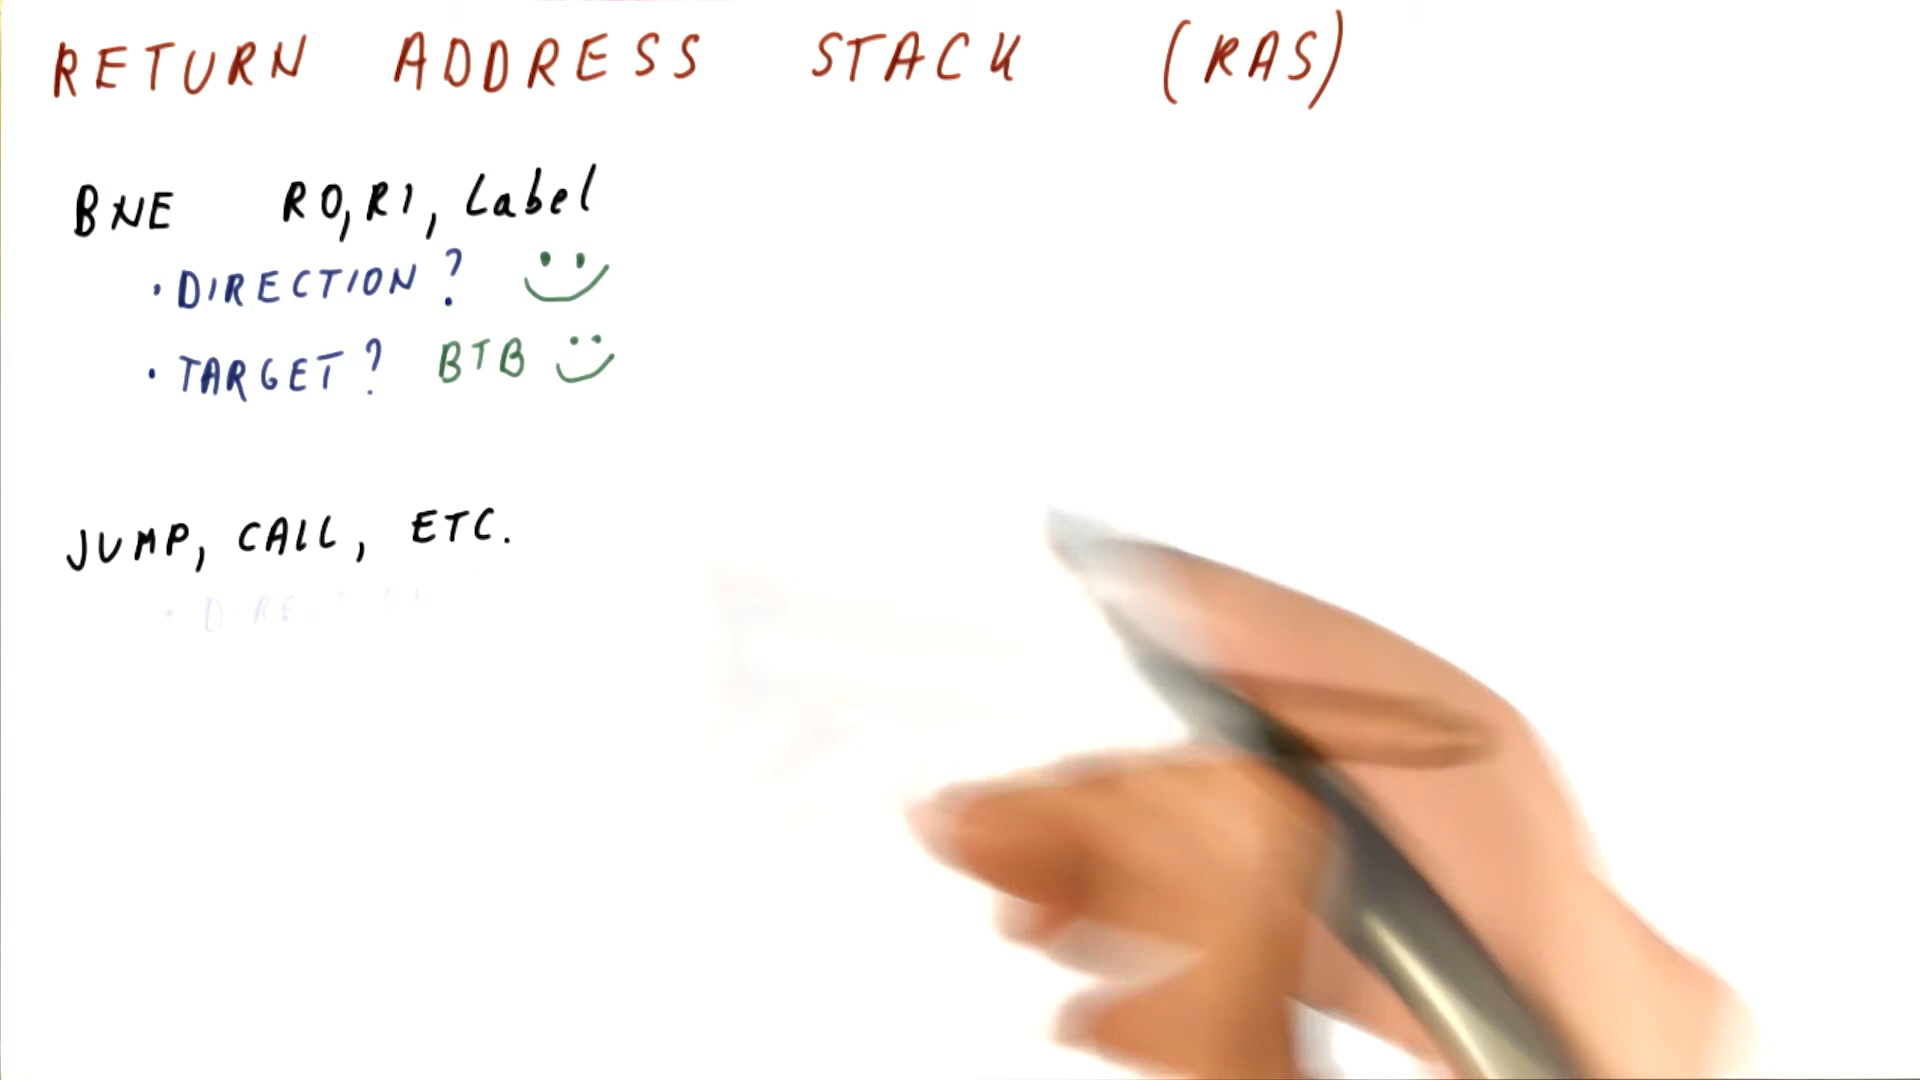 RETURN ADDRESS STACK (RAS)
BNE R0,R1, Label
• DIRECTION?
• TARGET? BTB
JUMP, CALL, ETC.